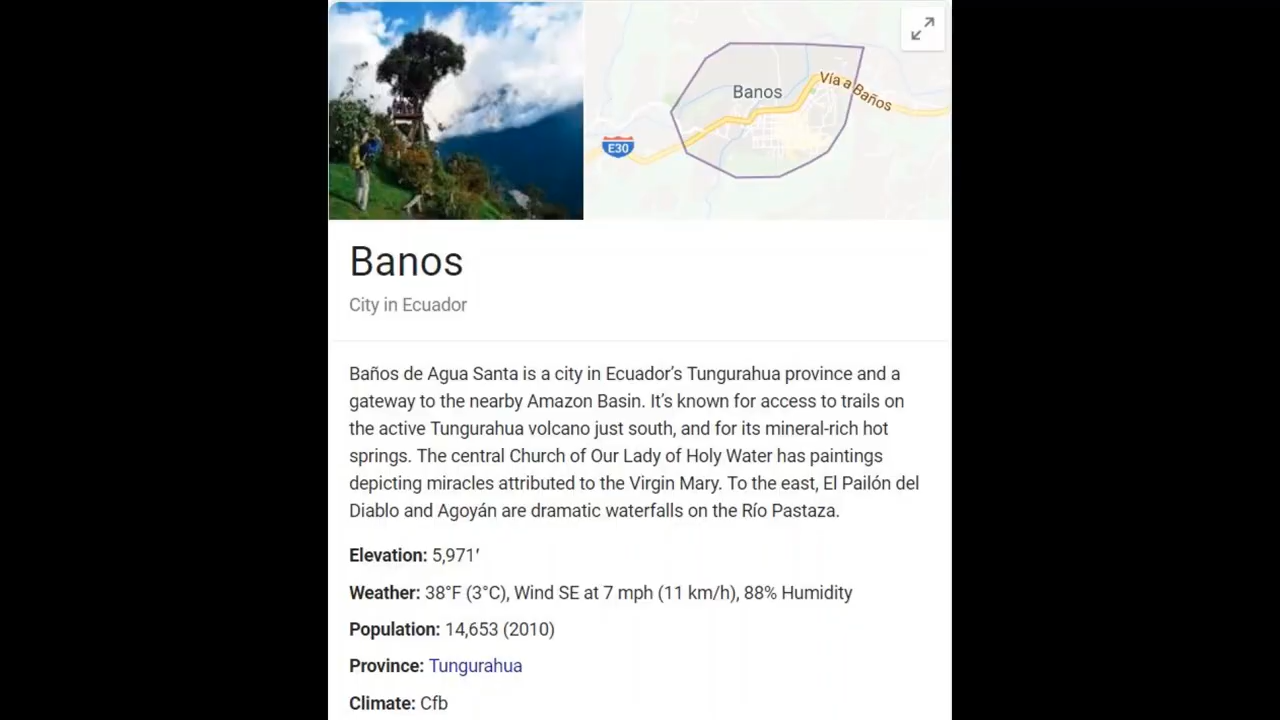 Banos
Vía a Baños
E30
Banos
City in Ecuador
Baños de Agua Santa is a city in Ecuador’s Tungurahua province and a
gateway to the nearby Amazon Basin. It’s known for access to trails on
the active Tungurahua volcano just south, and for its mineral-rich hot
springs. The central Church of Our Lady of Holy Water has paintings
depicting miracles attributed to the Virgin Mary. To the east, El Pailón del
Diablo and Agoyán are dramatic waterfalls on the Río Pastaza.
Elevation: 5,971′
Weather: 38°F (3°C), Wind SE at 7 mph (11 km/h), 88% Humidity
Population: 14,653 (2010)
Province: Tungurahua
Climate: Cfb